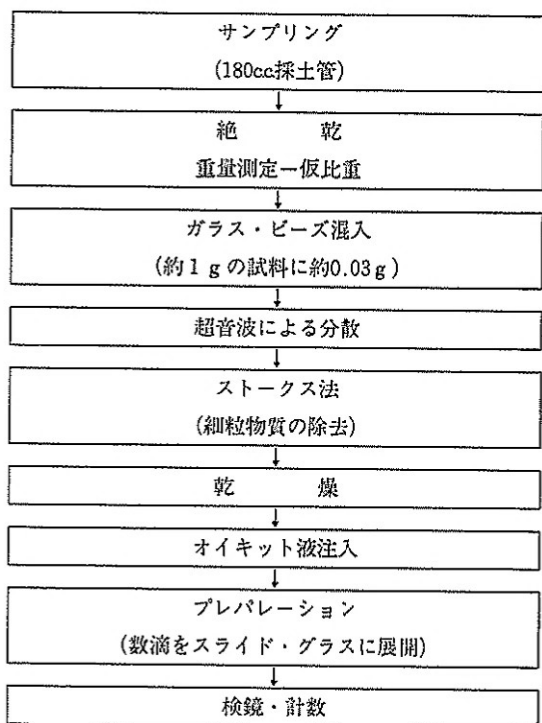 サンプリング
(180cc採土管)
絶　　　乾
重量測定ー仮比重
ガラス・ビーズ混入
(約1gの試料に約0.03g)
超音波による分散
ストークス法
(細粒物質の除去)
乾　　　燥
オイキット液注入
プレパレーション
(数滴をスライド・グラスに展開)
検鏡・計数